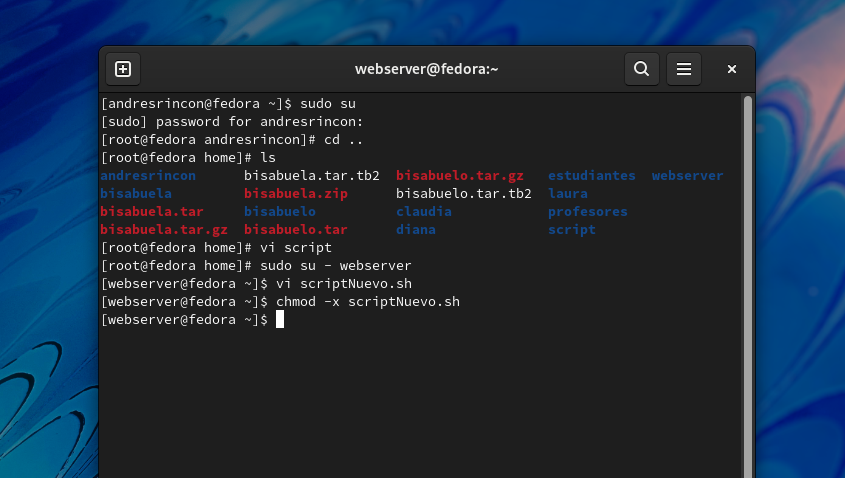 webserver@fedora:~
[andresrincon@fedora ~]$ sudo su
[sudo] password for andresrincon:
[root@fedora andresrincon]# cd ..
[root@fedora home]# ls
andresrincon bisabuela.tar.tb2 bisabuelo.tar.gz estudiantes webserver
bisabuela bisabuela.zip bisabuelo.tar.tb2 laura
bisabuela.tar bisabuelo claudia profesores
bisabuela.tar.gz bisabuelo.tar diana script
[root@fedora home]# vi script
[root@fedora home]# sudo su - webserver
[webserver@fedora ~]$ vi scriptNuevo.sh
[webserver@fedora ~]$ chmod -x scriptNuevo.sh
[webserver@fedora ~]$